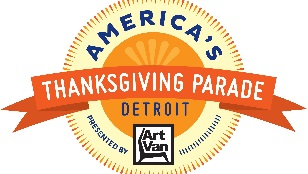 AMERICA'S
THANKSGIVING PARADE
DETROIT
PRESENTED BY
Art
Van